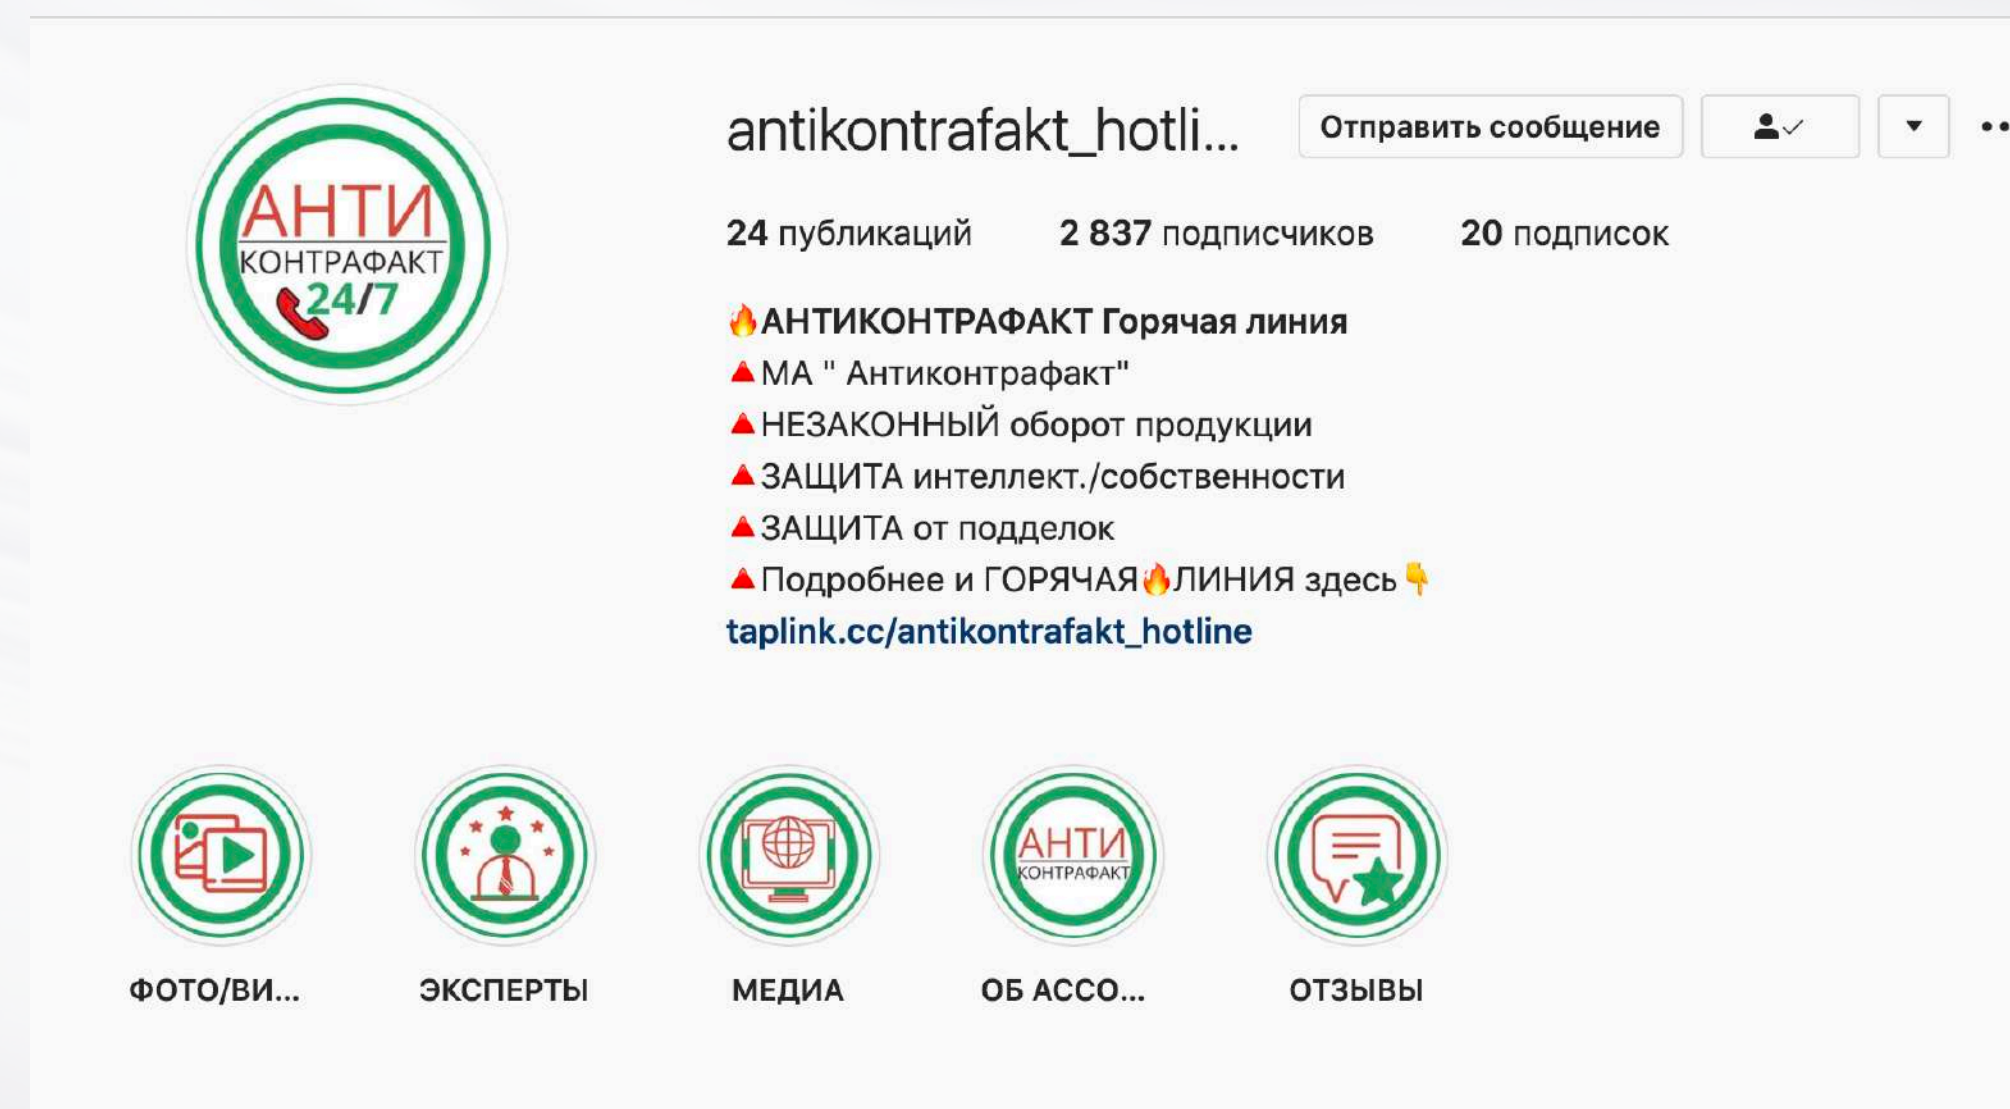 АНТИ
КОНТРАФАКТ
24/7
antikontrafakt_hotli...
Отправить сообщение
24 публикаций 2 837 подписчиков 20 подписок
🔥АНТИКОНТРАФАКТ Горячая линия
🔺МА " Антиконтрафакт"
🔺НЕЗАКОННЫЙ оборот продукции
🔺ЗАЩИТА интеллект./собственности
🔺ЗАЩИТА от подделок
🔺Подробнее и ГОРЯЧАЯ🔥ЛИНИЯ здесь👇
taplink.cc/antikontrafakt_hotline
АНТИ
КОНТРАФАКТ
ФОТО/ВИ... ЭКСПЕРТЫ МЕДИА ОБ АССО... ОТЗЫВЫ